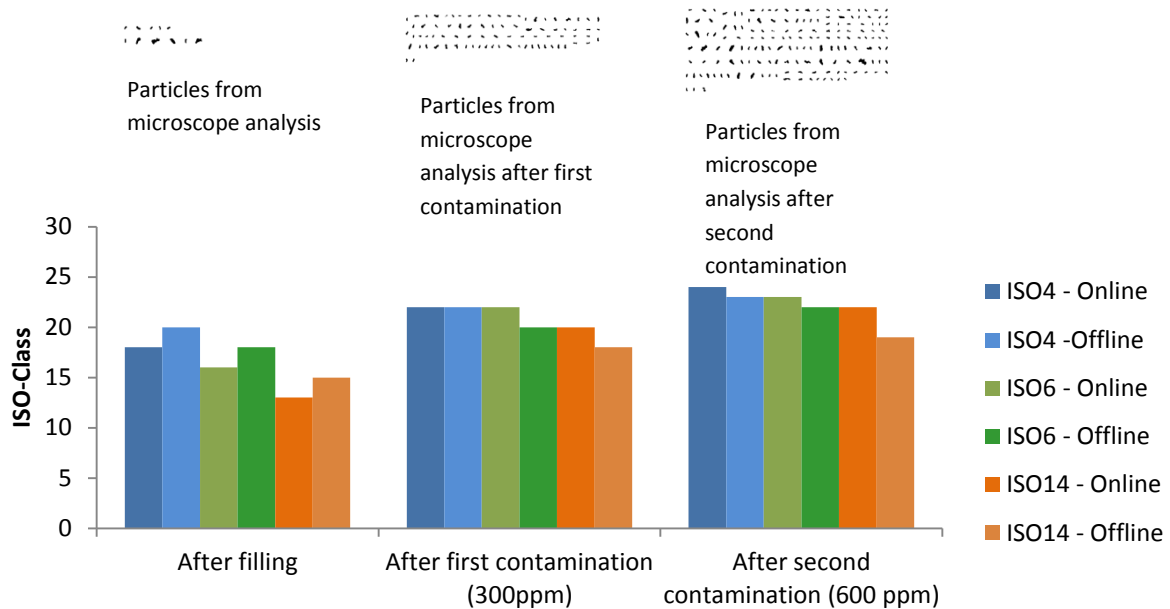 Particles from
microscope analysis
Particles from
microscope
analysis after first
contamination
Particles from
microscope
analysis after
second
contamination
ISO-Class
30
25
20
15
10
5
0
After filling
After first contamination
(300ppm)
After second
contamination (600 ppm)
ISO4 - Online
ISO4 -Offline
ISO6 - Online
ISO6 - Offline
ISO14 - Online
ISO14 - Offline